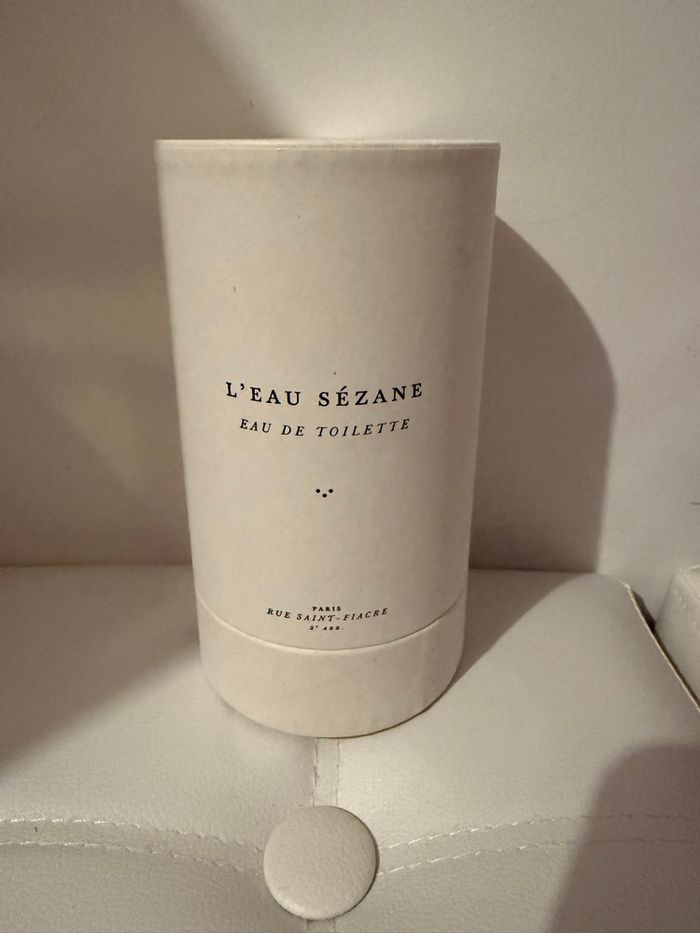 L'EAU SÉZANE
EAU DE TOILETTE
PARIS
RUE SAINT-FIACRE
2ᵉ ARR.